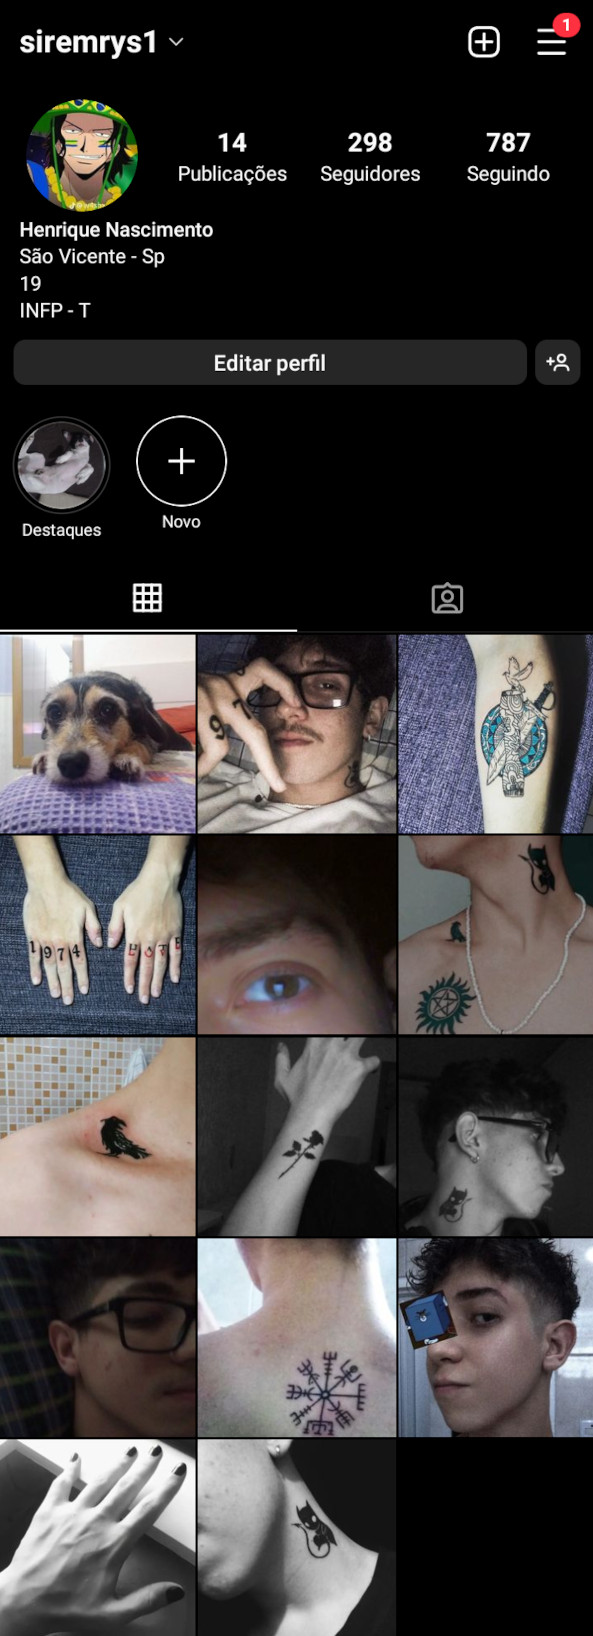 siremrys1
1
14
298
787
Publicações
Seguidores
Seguindo
Henrique Nascimento
São Vicente - Sp
19
INFP - T
Editar perfil
Destaques
Novo
1974